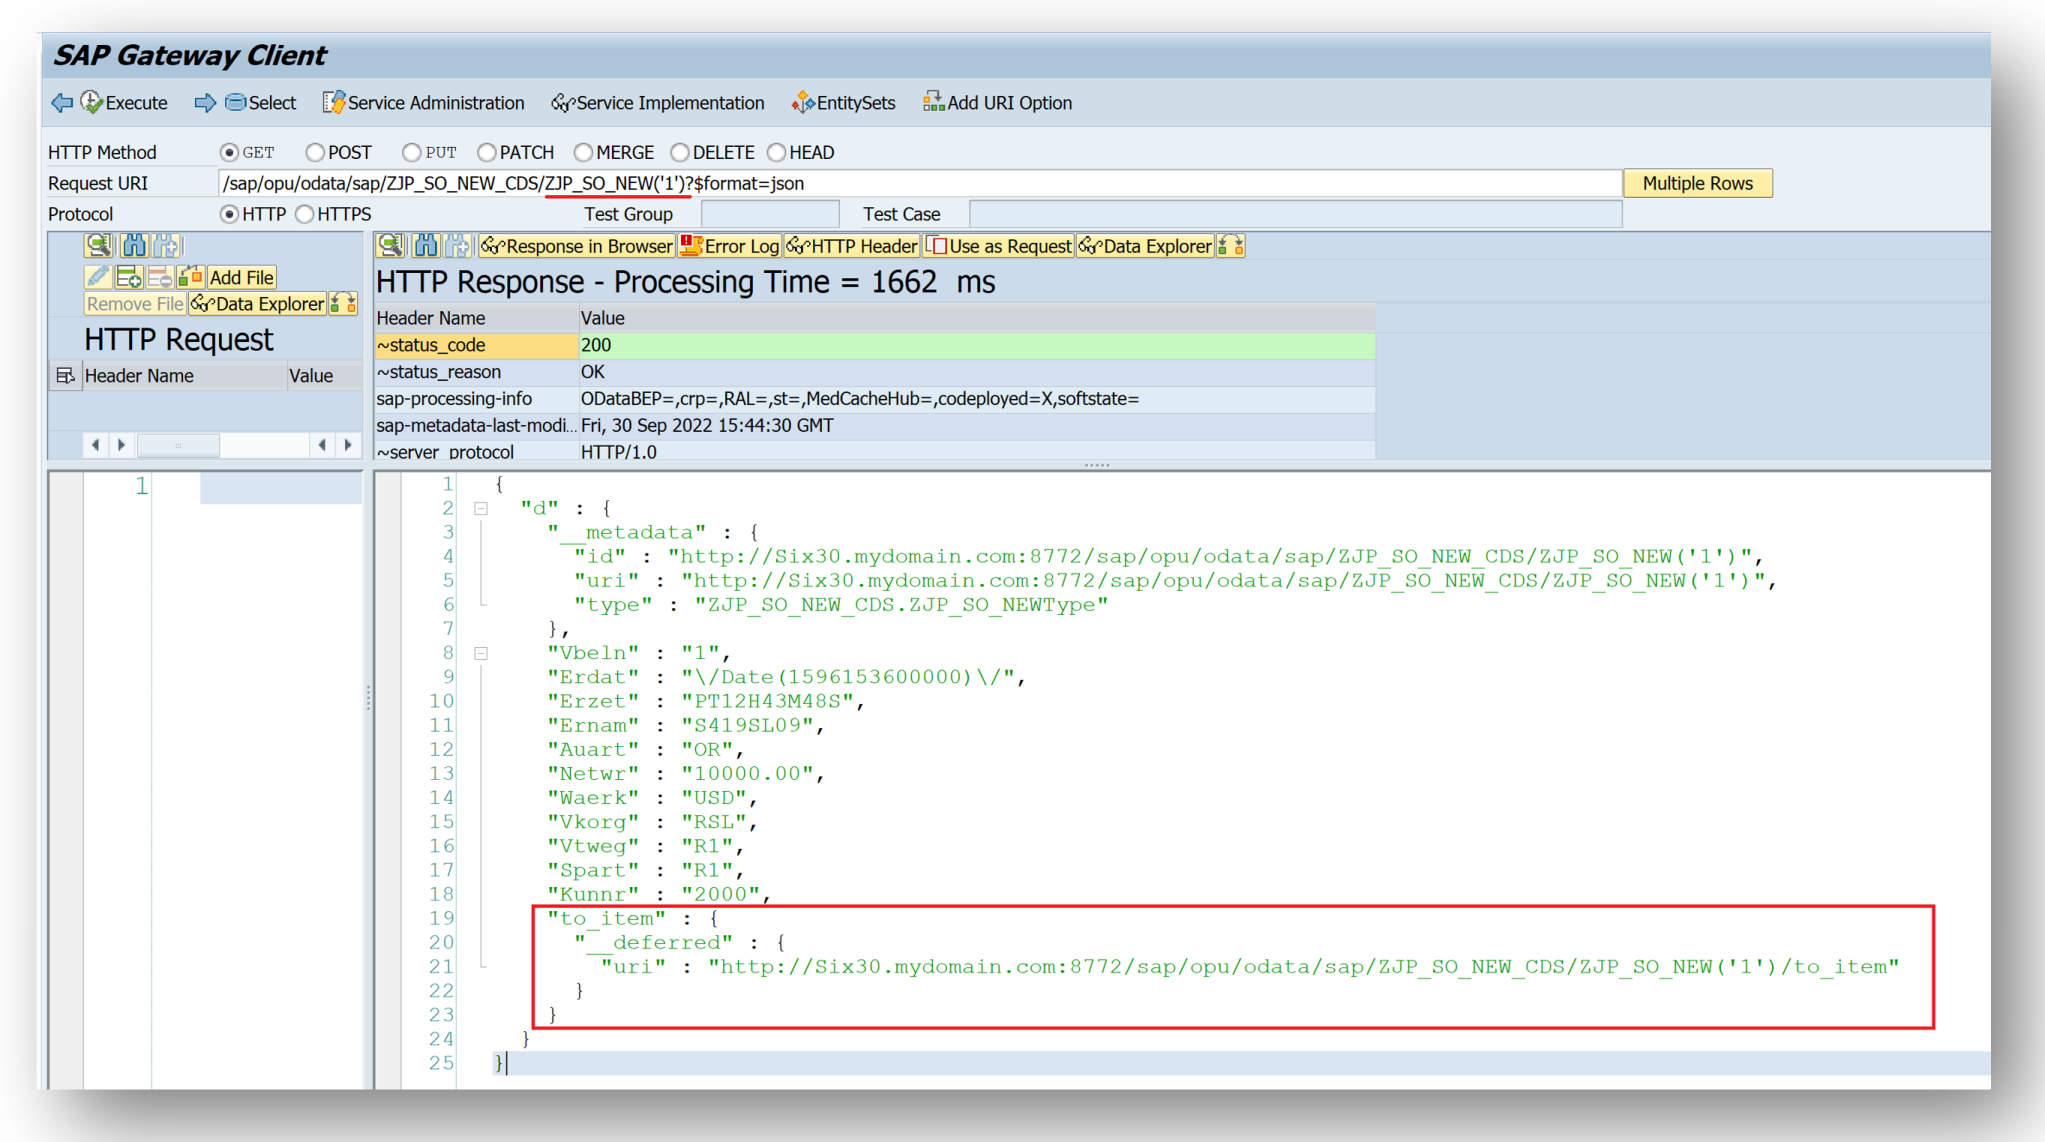 SAP Gateway Client
Execute Select Service Administration Service Implementation EntitySets Add URI Option
HTTP Method GET POST PUT PATCH MERGE DELETE HEAD
Request URI /sap/opu/odata/sap/ZJP_SO_NEW_CDS/ZJP_SO_NEW('1')?$format=json Multiple Rows
Protocol HTTP HTTPS Test Group Test Case
Add File
Remove File Data Explorer
HTTP Request
Header Name Value
Response in Browser Error Log HTTP Header Use as Request Data Explorer
HTTP Response - Processing Time = 1662 ms
Header Name Value
~status_code 200
~status_reason OK
sap-processing-info ODataBEP=,crp=,RAL=,st=,MedCacheHub=,codeployed=X,softstate=
sap-metadata-last-modi... Fri, 30 Sep 2022 15:44:30 GMT
~server_protocol HTTP/1.0
1
1 {
2 "d" : {
3 "__metadata" : {
4 "id" : "http://Six30.mydomain.com:8772/sap/opu/odata/sap/ZJP_SO_NEW_CDS/ZJP_SO_NEW('1')",
5 "uri" : "http://Six30.mydomain.com:8772/sap/opu/odata/sap/ZJP_SO_NEW_CDS/ZJP_SO_NEW('1')",
6 "type" : "ZJP_SO_NEW_CDS.ZJP_SO_NEWType"
7 },
8 "Vbeln" : "1",
9 "Erdat" : "\/Date(1596153600000)\/",
10 "Erzet" : "PT12H43M48S",
11 "Ernam" : "S419SL09",
12 "Auart" : "OR",
13 "Netwr" : "10000.00",
14 "Waerk" : "USD",
15 "Vkorg" : "RSL",
16 "Vtweg" : "R1",
17 "Spart" : "R1",
18 "Kunnr" : "2000",
19 "to_item" : {
20 "__deferred" : {
21 "uri" : "http://Six30.mydomain.com:8772/sap/opu/odata/sap/ZJP_SO_NEW_CDS/ZJP_SO_NEW('1')/to_item"
22 }
23 }
24 }
25 }